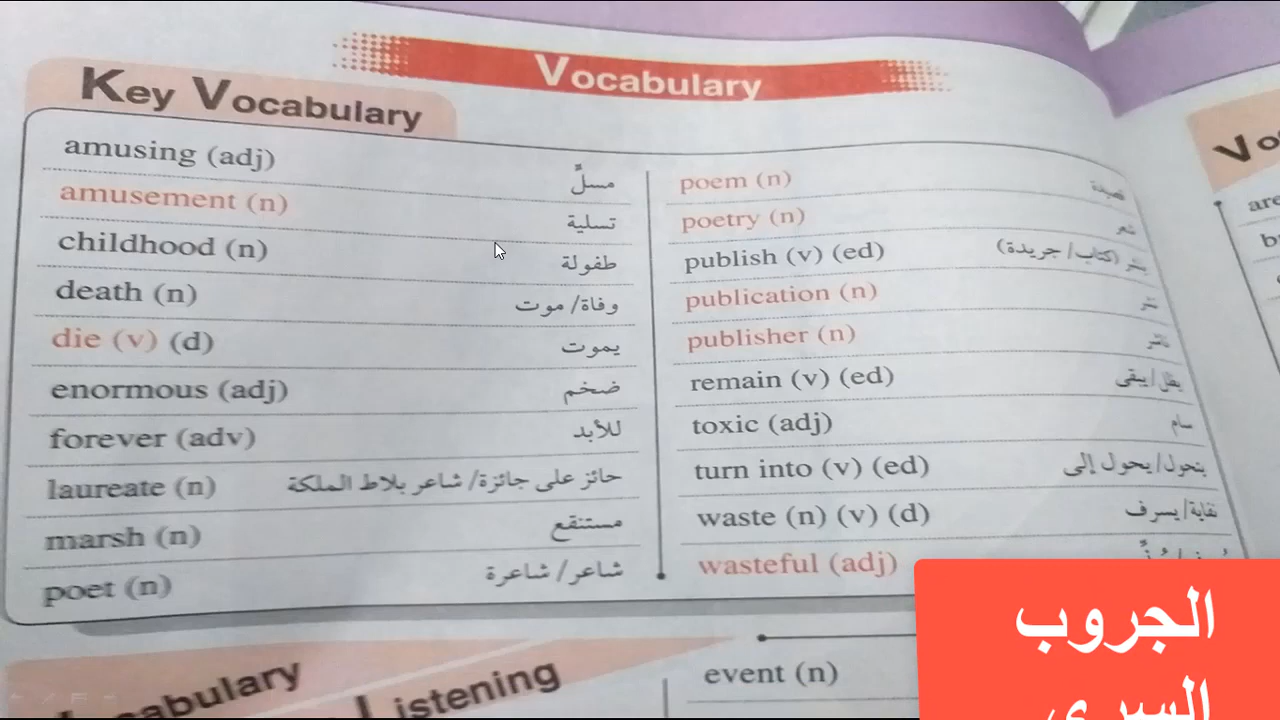 Vocabulary
Key Vocabulary
amusing (adj) مسلٍّ
amusement (n) تسلية
childhood (n) طفولة
death (n) وفاة/ موت
die (v) (d) يموت
enormous (adj) ضخم
forever (adv) للأبد
laureate (n) حائز على جائزة/ شاعر بلاط الملكة
marsh (n) مستنقع
poet (n) شاعر/ شاعرة
poem (n) قصيدة
poetry (n) شعر
publish (v) (ed) ينشر (كتاب/ جريدة)
publication (n) نشر
publisher (n) ناشر
remain (v) (ed) يظل/يبقى
toxic (adj) سام
turn into (v) (ed) يتحول/يحول إلى
waste (n) (v) (d) نفاية/يسرف
wasteful (adj)
event (n)
Listening
الجروب
السري